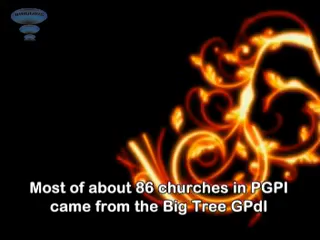 Most of about 86 churches in PGPI
came from the Big Tree GPdI